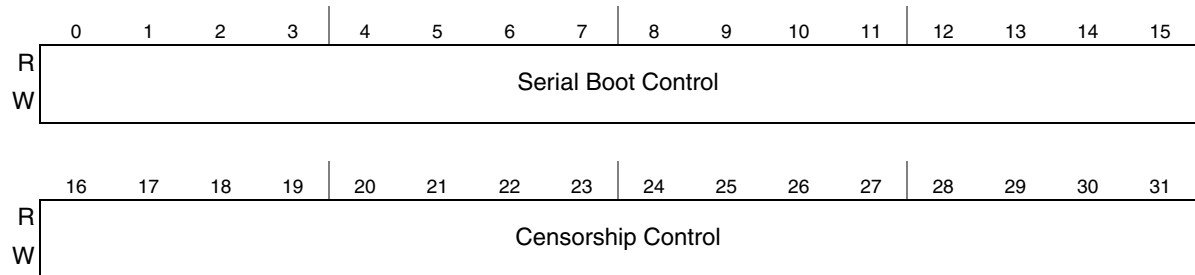 0 1 2 3 4 5 6 7 8 9 10 11 12 13 14 15
R
Serial Boot Control
W
16 17 18 19 20 21 22 23 24 25 26 27 28 29 30 31
R
Censorship Control
W